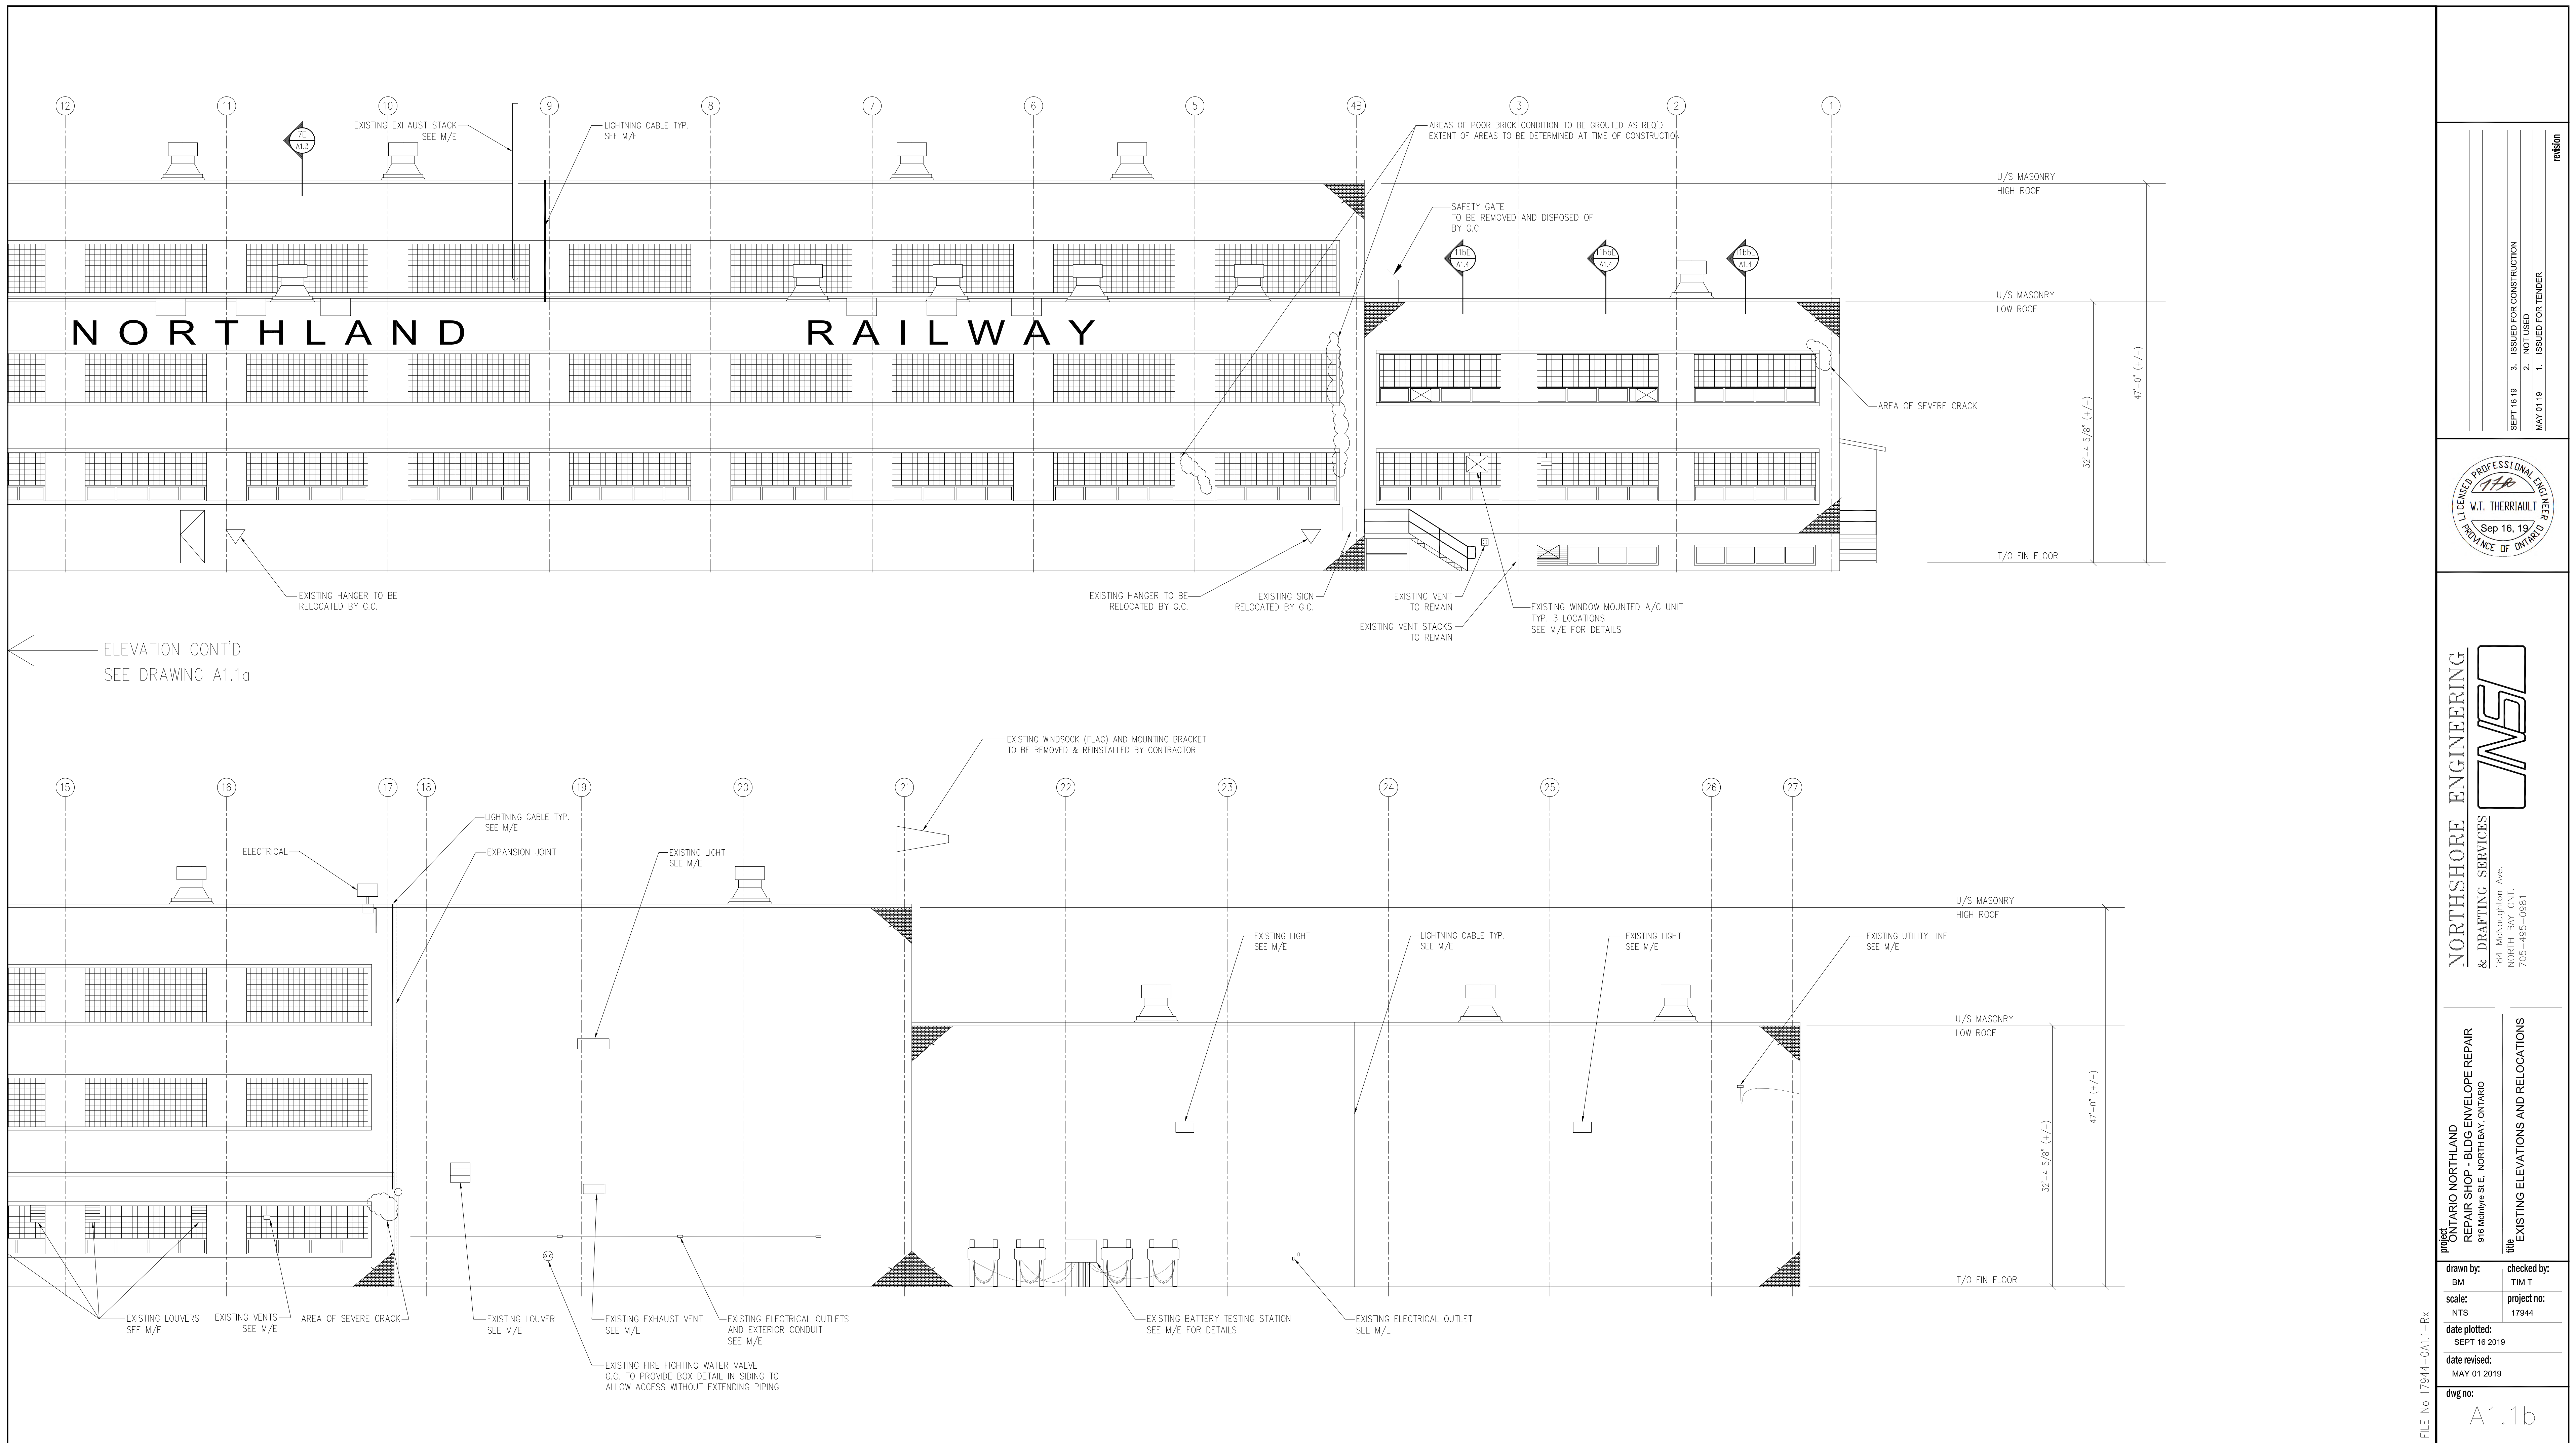 12
11
10
9
8
7
6
5
4B
3
2
1
7E
A1.3
EXISTING EXHAUST STACK
SEE M/E
LIGHTNING CABLE TYP.
SEE M/E
AREAS OF POOR BRICK CONDITION TO BE GROUTED AS REQ'D
EXTENT OF AREAS TO BE DETERMINED AT TIME OF CONSTRUCTION
U/S MASONRY
HIGH ROOF
SAFETY GATE
TO BE REMOVED AND DISPOSED OF
BY G.C.
11bE
A1.4
11bbE
A1.4
11bbE
A1.4
U/S MASONRY
LOW ROOF
NORTHLAND RAILWAY
47'-0" (+/-)
32'-4 5/8" (+/-)
AREA OF SEVERE CRACK
T/O FIN FLOOR
EXISTING HANGER TO BE
RELOCATED BY G.C.
EXISTING HANGER TO BE
RELOCATED BY G.C.
EXISTING SIGN
RELOCATED BY G.C.
EXISTING VENT
TO REMAIN
EXISTING VENT STACKS
TO REMAIN
EXISTING WINDOW MOUNTED A/C UNIT
TYP. 3 LOCATIONS
SEE M/E FOR DETAILS
ELEVATION CONT'D
SEE DRAWING A1.1a
EXISTING WINDSOCK (FLAG) AND MOUNTING BRACKET
TO BE REMOVED & REINSTALLED BY CONTRACTOR
15
16
17
18
19
20
21
22
23
24
25
26
27
LIGHTNING CABLE TYP.
SEE M/E
ELECTRICAL
EXPANSION JOINT
EXISTING LIGHT
SEE M/E
U/S MASONRY
HIGH ROOF
EXISTING LIGHT
SEE M/E
LIGHTNING CABLE TYP.
SEE M/E
EXISTING LIGHT
SEE M/E
EXISTING UTILITY LINE
SEE M/E
U/S MASONRY
LOW ROOF
47'-0" (+/-)
32'-4 5/8" (+/-)
T/O FIN FLOOR
EXISTING LOUVERS
SEE M/E
EXISTING VENTS
SEE M/E
AREA OF SEVERE CRACK
EXISTING LOUVER
SEE M/E
EXISTING EXHAUST VENT
SEE M/E
EXISTING ELECTRICAL OUTLETS
AND EXTERIOR CONDUIT
SEE M/E
EXISTING BATTERY TESTING STATION
SEE M/E FOR DETAILS
EXISTING ELECTRICAL OUTLET
SEE M/E
EXISTING FIRE FIGHTING WATER VALVE
G.C. TO PROVIDE BOX DETAIL IN SIDING TO
ALLOW ACCESS WITHOUT EXTENDING PIPING
FILE No 17944-0A1.1-Rx
revision
SEPT 16 19 3. ISSUED FOR CONSTRUCTION
2. NOT USED
MAY 01 19 1. ISSUED FOR TENDER
LICENSED PROFESSIONAL ENGINEER
W.T. THERRIAULT
Sep 16, 19
PROVINCE OF ONTARIO
NORTHSHORE ENGINEERING
& DRAFTING SERVICES
184 McNaughton Ave.
NORTH BAY ONT.
705-495-0981
NSI
project
ONTARIO NORTHLAND
REPAIR SHOP - BLDG ENVELOPE REPAIR
916 McIntyre St E, NORTH BAY, ONTARIO
title
EXISTING ELEVATIONS AND RELOCATIONS
drawn by:
BM
checked by:
TIM T
scale:
NTS
project no:
17944
date plotted:
SEPT 16 2019
date revised:
MAY 01 2019
dwg no:
A1.1b